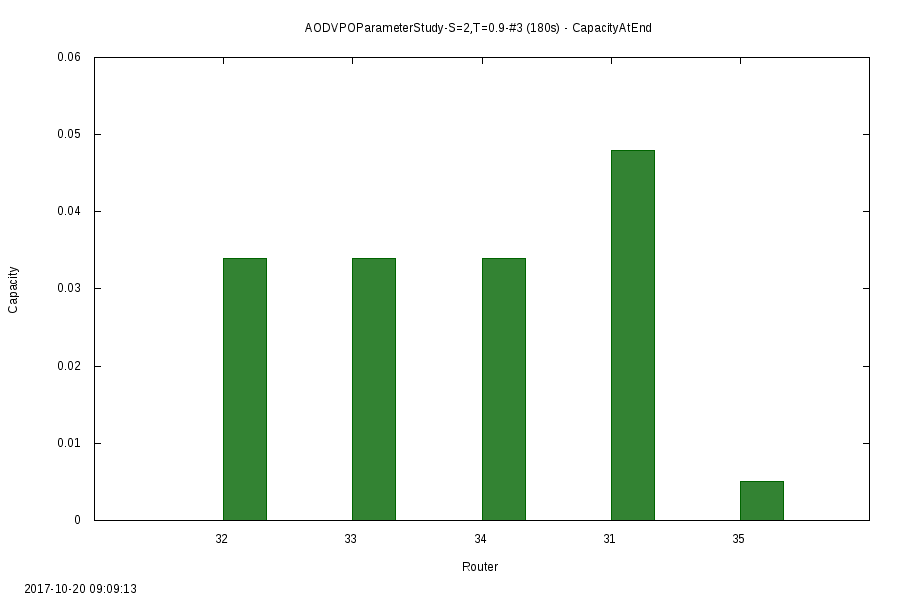 AODVPOParameterStudy-S=2,T=0.9-#3 (180s) - CapacityAtEnd
0.06
0.05
0.04
0.03
0.02
0.01
0
Capacity
32 33 34 31 35
Router
2017-10-20 09:09:13